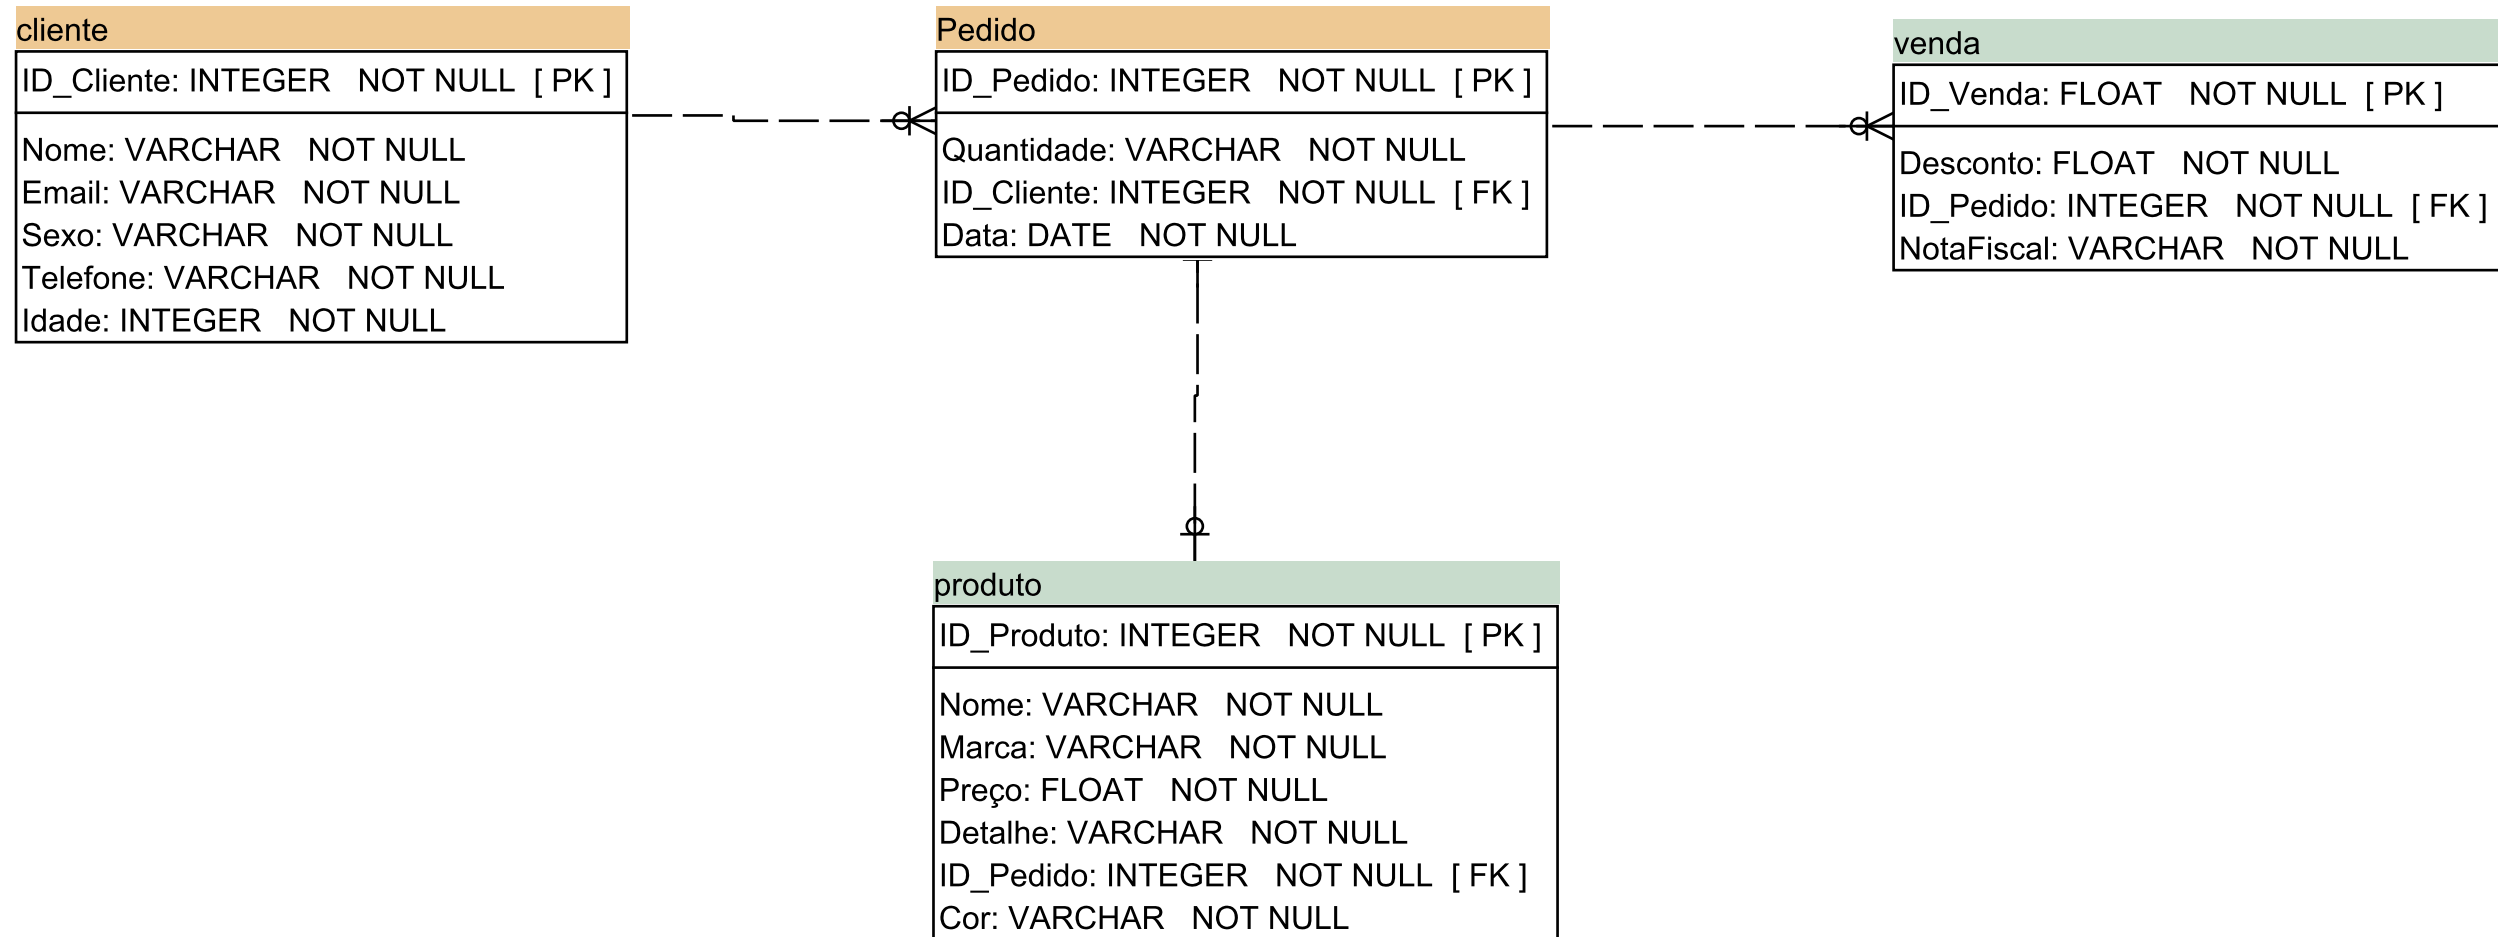 cliente
ID_Cliente: INTEGER NOT NULL [ PK ]
Nome: VARCHAR NOT NULL
Email: VARCHAR NOT NULL
Sexo: VARCHAR NOT NULL
Telefone: VARCHAR NOT NULL
Idade: INTEGER NOT NULL
Pedido
ID_Pedido: INTEGER NOT NULL [ PK ]
Quantidade: VARCHAR NOT NULL
ID_Cliente: INTEGER NOT NULL [ FK ]
Data: DATE NOT NULL
venda
ID_Venda: FLOAT NOT NULL [ PK ]
Desconto: FLOAT NOT NULL
ID_Pedido: INTEGER NOT NULL [ FK ]
NotaFiscal: VARCHAR NOT NULL
produto
ID_Produto: INTEGER NOT NULL [ PK ]
Nome: VARCHAR NOT NULL
Marca: VARCHAR NOT NULL
Preço: FLOAT NOT NULL
Detalhe: VARCHAR NOT NULL
ID_Pedido: INTEGER NOT NULL [ FK ]
Cor: VARCHAR NOT NULL